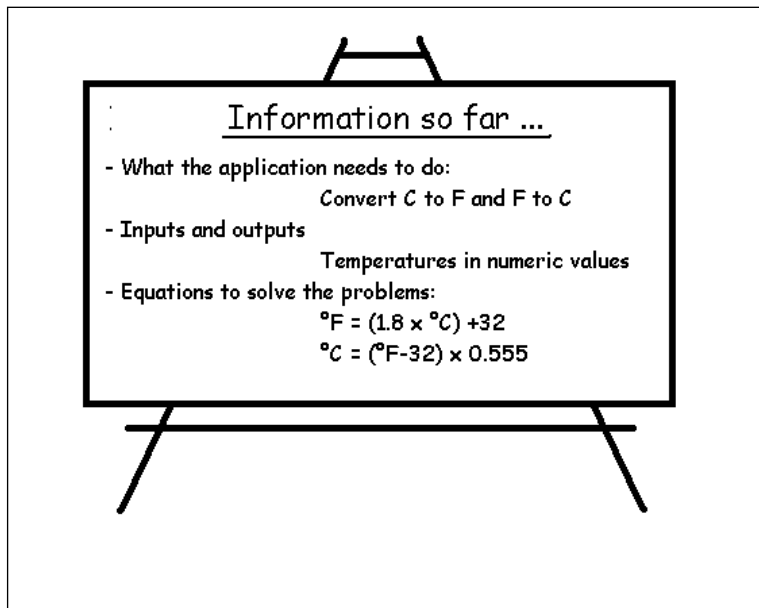 Information so far ...
- What the application needs to do:
Convert C to F and F to C
- Inputs and outputs
Temperatures in numeric values
- Equations to solve the problems:
°F = (1.8 x °C) +32
°C = (°F-32) x 0.555